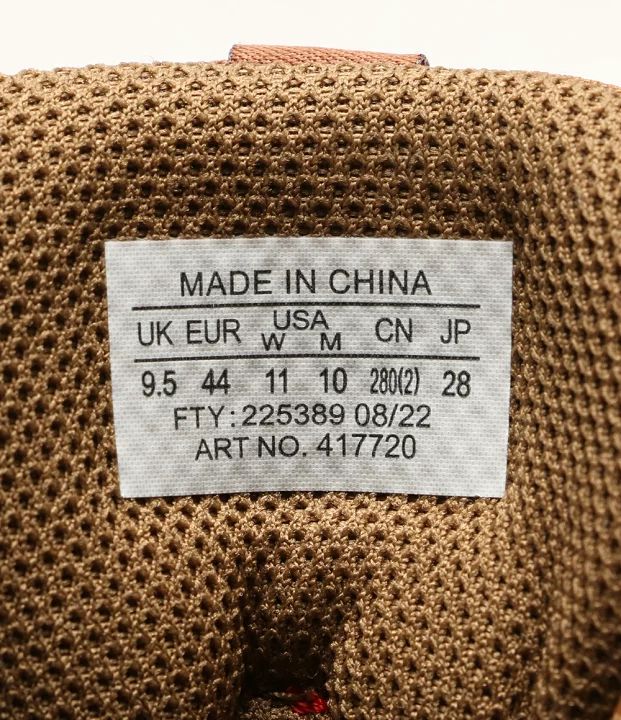 MADE IN CHINA
UK EUR USA W M CN JP
9.5 44 11 10 280(2) 28
FTY: 225389 08/22
ART NO. 417720